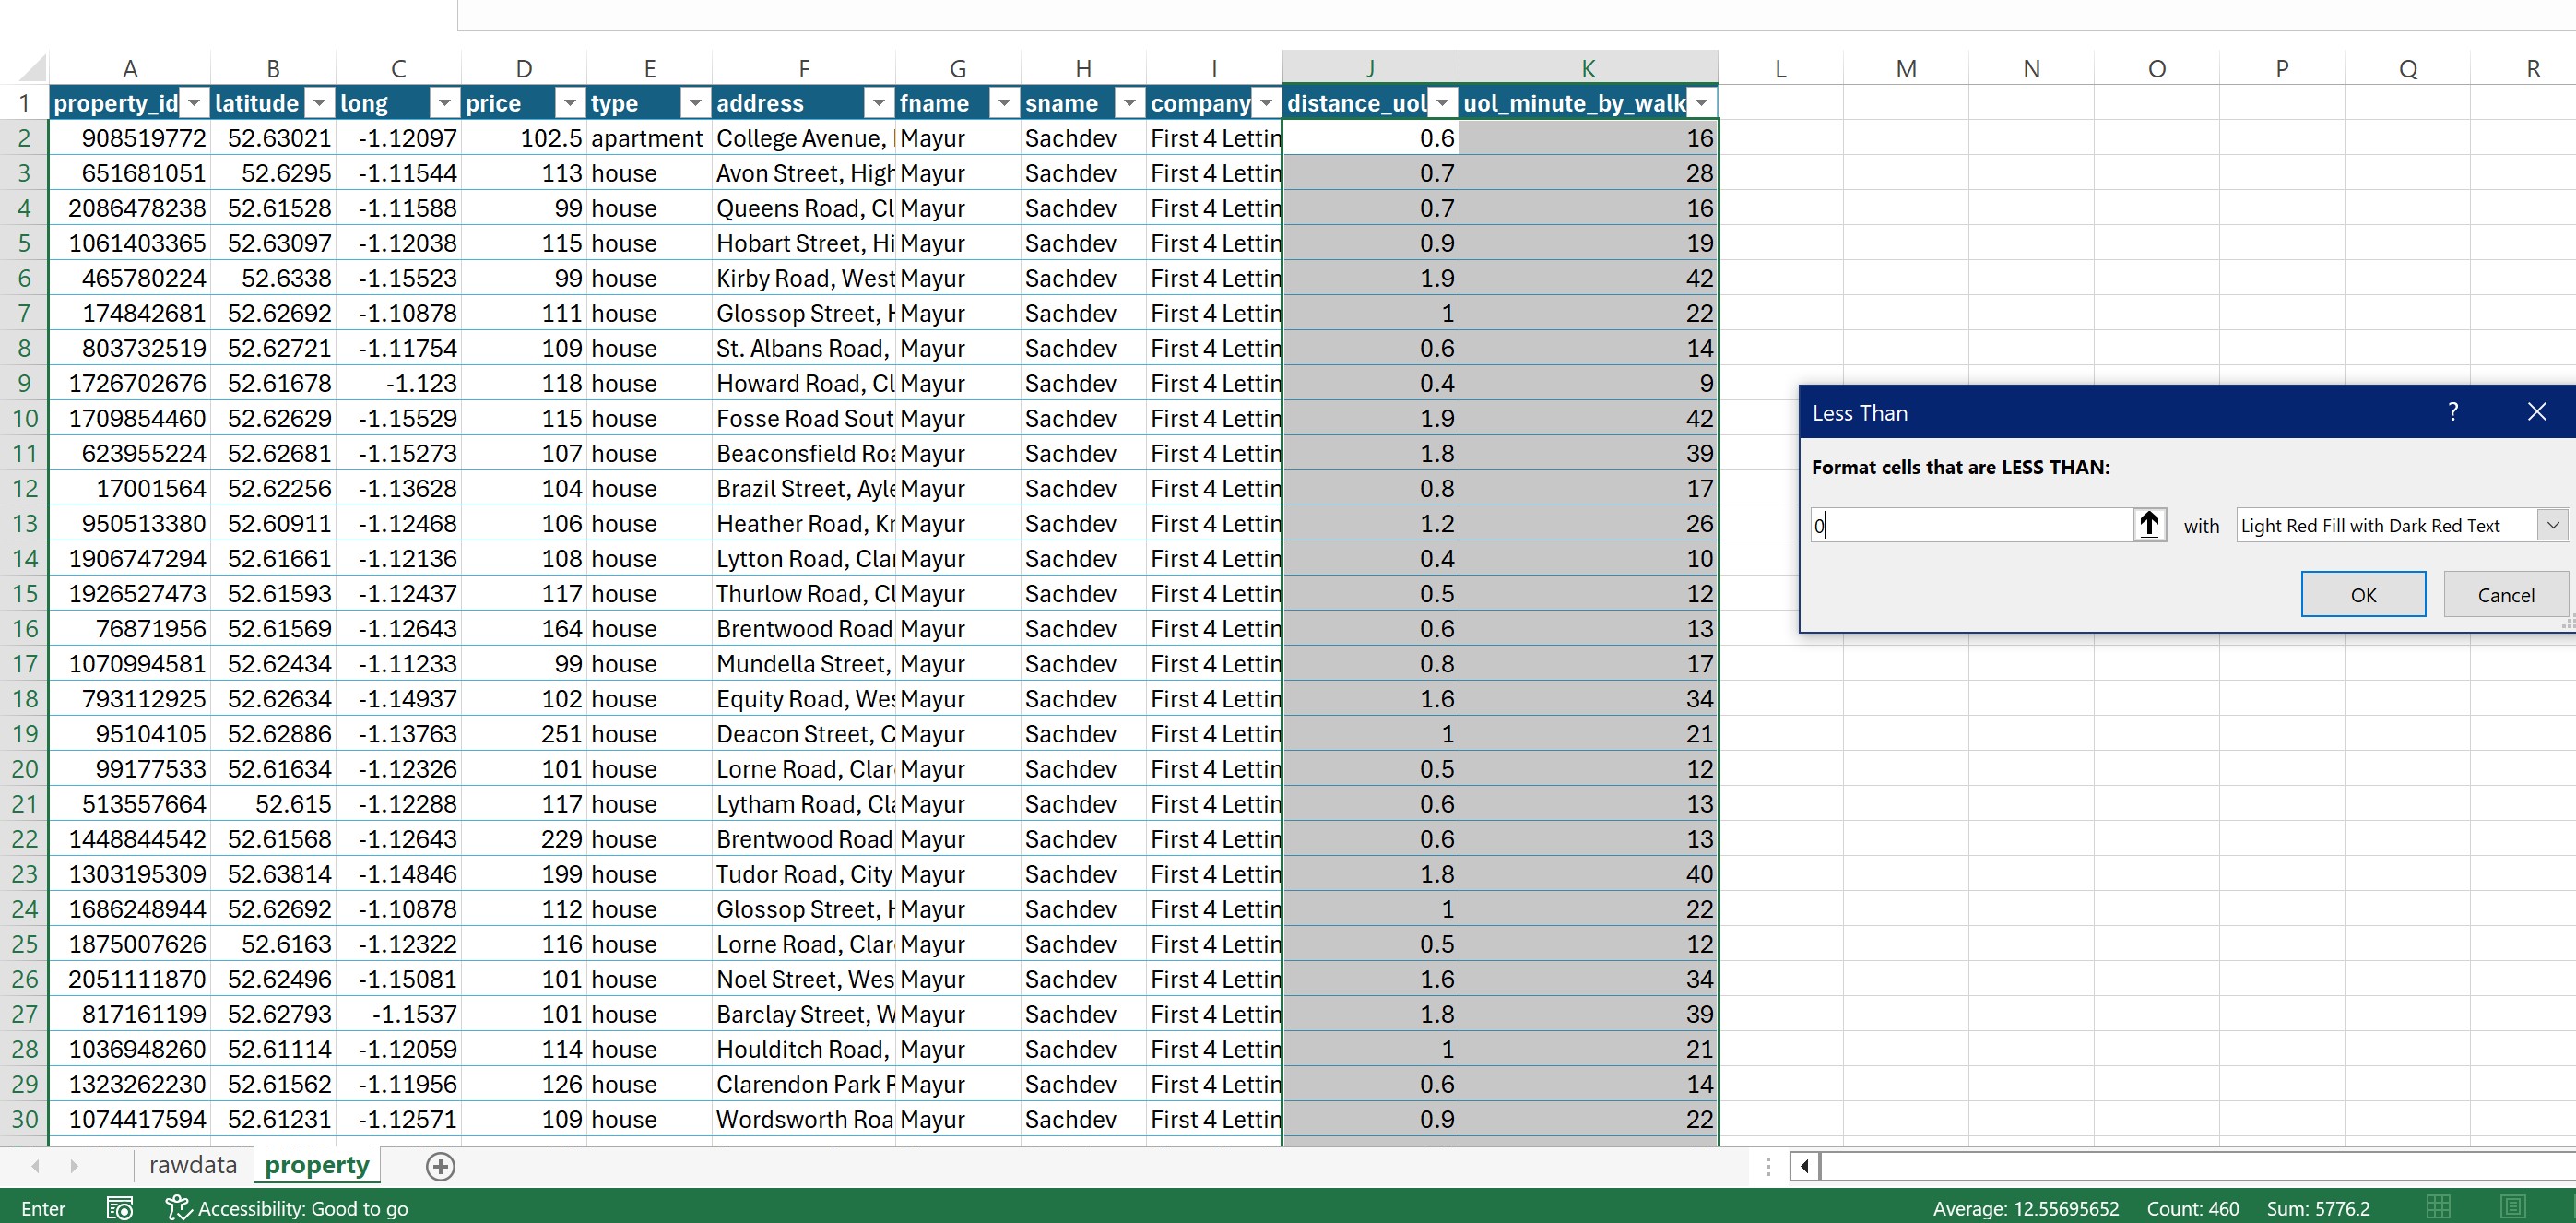 A B C D E F G H I J K L M N O P Q R
1 property_id latitude long price type address fname sname company distance_uol uol_minute_by_walk
2 908519772 52.63021 -1.12097 102.5 apartment College Avenue, Mayur Sachdev First 4 Lettin 0.6 16
3 651681051 52.6295 -1.11544 113 house Avon Street, High Mayur Sachdev First 4 Lettin 0.7 28
4 2086478238 52.61528 -1.11588 99 house Queens Road, Cl Mayur Sachdev First 4 Lettin 0.7 16
5 1061403365 52.63097 -1.12038 115 house Hobart Street, Hi Mayur Sachdev First 4 Lettin 0.9 19
6 465780224 52.6338 -1.15523 99 house Kirby Road, West Mayur Sachdev First 4 Lettin 1.9 42
7 174842681 52.62692 -1.10878 111 house Glossop Street, H Mayur Sachdev First 4 Lettin 1 22
8 803732519 52.62721 -1.11754 109 house St. Albans Road, Mayur Sachdev First 4 Lettin 0.6 14
9 1726702676 52.61678 -1.123 118 house Howard Road, Cl Mayur Sachdev First 4 Lettin 0.4 9
10 1709854460 52.62629 -1.15529 115 house Fosse Road Sout Mayur Sachdev First 4 Lettin 1.9 42
11 623955224 52.62681 -1.15273 107 house Beaconsfield Roa Mayur Sachdev First 4 Lettin 1.8 39
12 17001564 52.62256 -1.13628 104 house Brazil Street, Ayle Mayur Sachdev First 4 Lettin 0.8 17
13 950513380 52.60911 -1.12468 106 house Heather Road, Kn Mayur Sachdev First 4 Lettin 1.2 26
14 1906747294 52.61661 -1.12136 108 house Lytton Road, Clar Mayur Sachdev First 4 Lettin 0.4 10
15 1926527473 52.61593 -1.12437 117 house Thurlow Road, Cl Mayur Sachdev First 4 Lettin 0.5 12
16 76871956 52.61569 -1.12643 164 house Brentwood Road Mayur Sachdev First 4 Lettin 0.6 13
17 1070994581 52.62434 -1.11233 99 house Mundella Street, Mayur Sachdev First 4 Lettin 0.8 17
18 793112925 52.62634 -1.14937 102 house Equity Road, Wes Mayur Sachdev First 4 Lettin 1.6 34
19 95104105 52.62886 -1.13763 251 house Deacon Street, C Mayur Sachdev First 4 Lettin 1 21
20 99177533 52.61634 -1.12326 101 house Lorne Road, Clar Mayur Sachdev First 4 Lettin 0.5 12
21 513557664 52.615 -1.12288 117 house Lytham Road, Cla Mayur Sachdev First 4 Lettin 0.6 13
22 1448844542 52.61568 -1.12643 229 house Brentwood Road Mayur Sachdev First 4 Lettin 0.6 13
23 1303195309 52.63814 -1.14846 199 house Tudor Road, City Mayur Sachdev First 4 Lettin 1.8 40
24 1686248944 52.62692 -1.10878 112 house Glossop Street, H Mayur Sachdev First 4 Lettin 1 22
25 1875007626 52.6163 -1.12322 116 house Lorne Road, Clar Mayur Sachdev First 4 Lettin 0.5 12
26 2051111870 52.62496 -1.15081 101 house Noel Street, Wes Mayur Sachdev First 4 Lettin 1.6 34
27 817161199 52.62793 -1.1537 101 house Barclay Street, W Mayur Sachdev First 4 Lettin 1.8 39
28 1036948260 52.61114 -1.12059 114 house Houlditch Road, Mayur Sachdev First 4 Lettin 1 21
29 1323262230 52.61562 -1.11956 126 house Clarendon Park R Mayur Sachdev First 4 Lettin 0.6 14
30 1074417594 52.61231 -1.12571 109 house Wordsworth Roa Mayur Sachdev First 4 Lettin 0.9 22
Less Than ?
Format cells that are LESS THAN:
0 with Light Red Fill with Dark Red Text
OK Cancel
rawdata property
Enter Accessibility: Good to go Average: 12.55695652 Count: 460 Sum: 5776.2